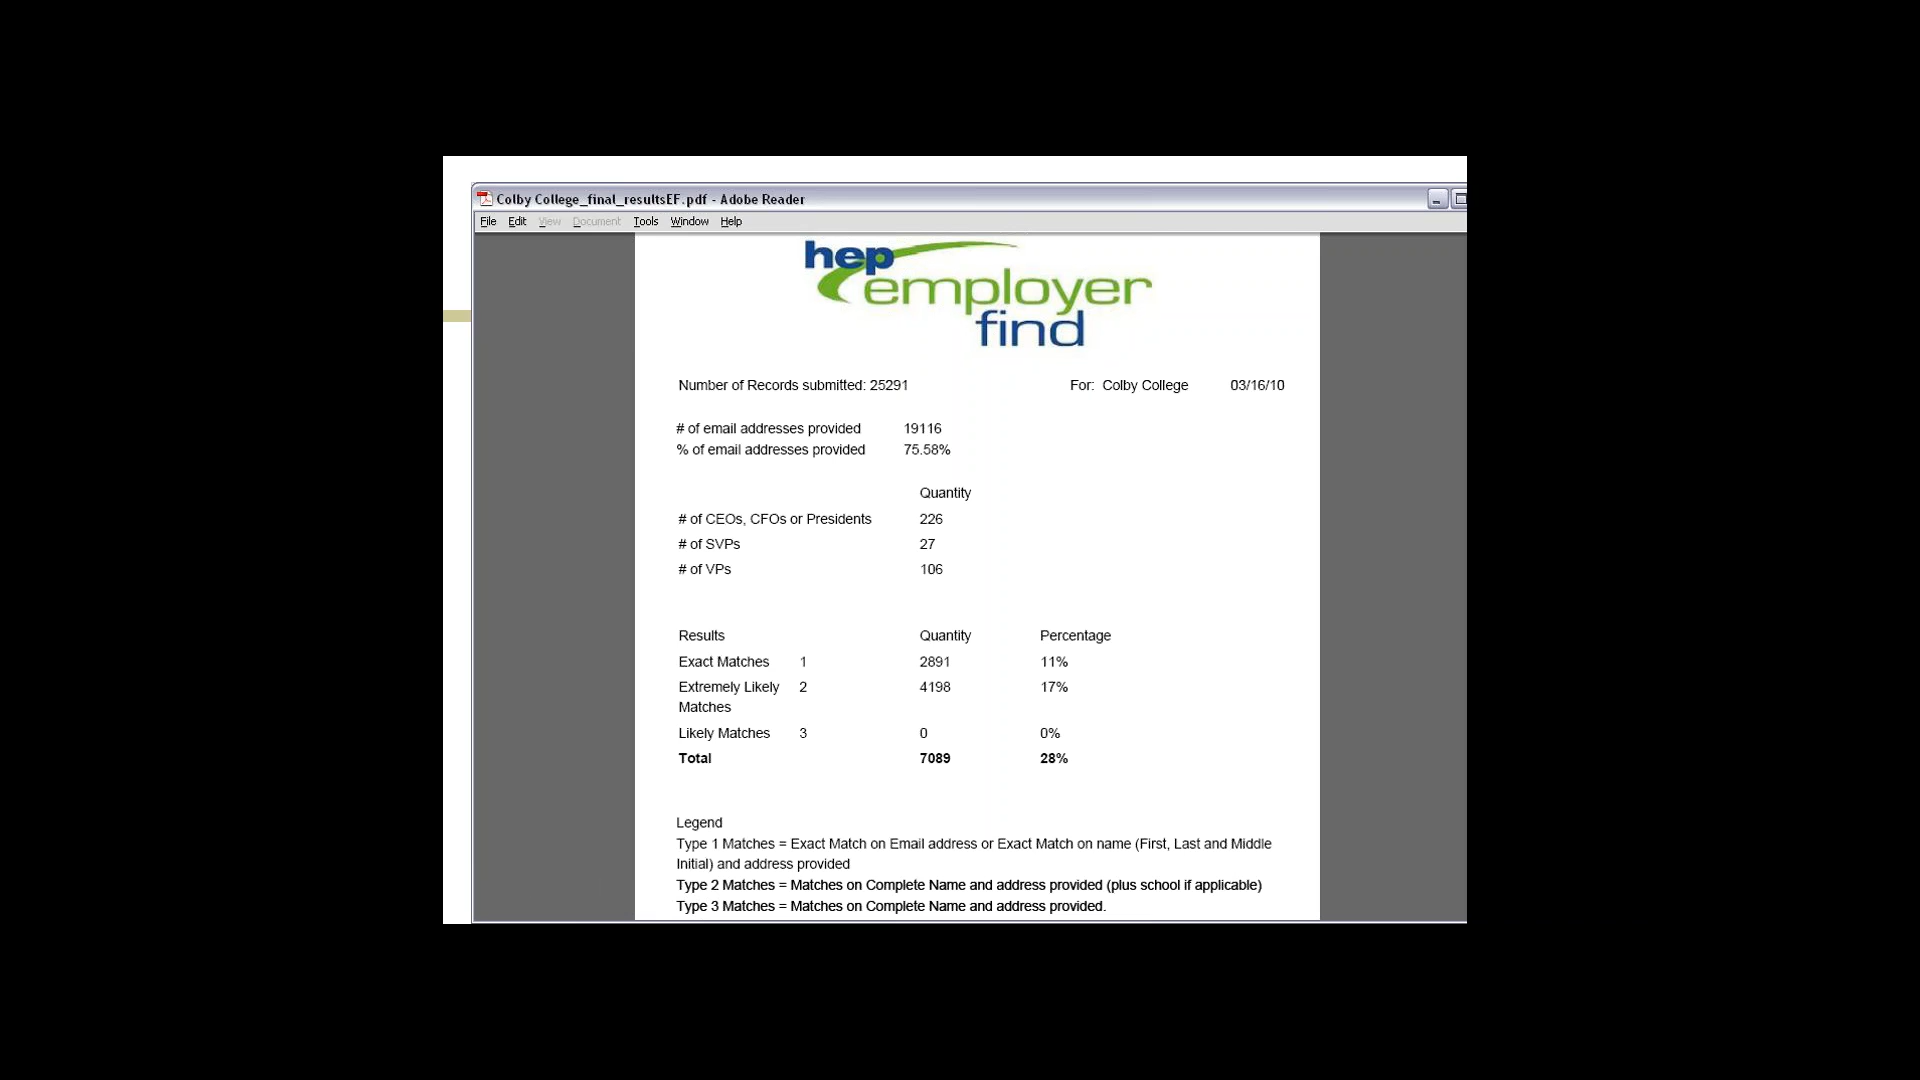 Colby College_final_resultsEF.pdf - Adobe Reader
File Edit View Document Tools Window Help
hep
employer
find
Number of Records submitted: 25291 For: Colby College 03/16/10
# of email addresses provided 19116
% of email addresses provided 75.58%
Quantity
# of CEOs, CFOs or Presidents 226
# of SVPs 27
# of VPs 106
Results Quantity Percentage
Exact Matches 1 2891 11%
Extremely Likely 2 4198 17%
Matches
Likely Matches 3 0 0%
Total 7089 28%
Legend
Type 1 Matches = Exact Match on Email address or Exact Match on name (First, Last and Middle
Initial) and address provided
Type 2 Matches = Matches on Complete Name and address provided (plus school if applicable)
Type 3 Matches = Matches on Complete Name and address provided.